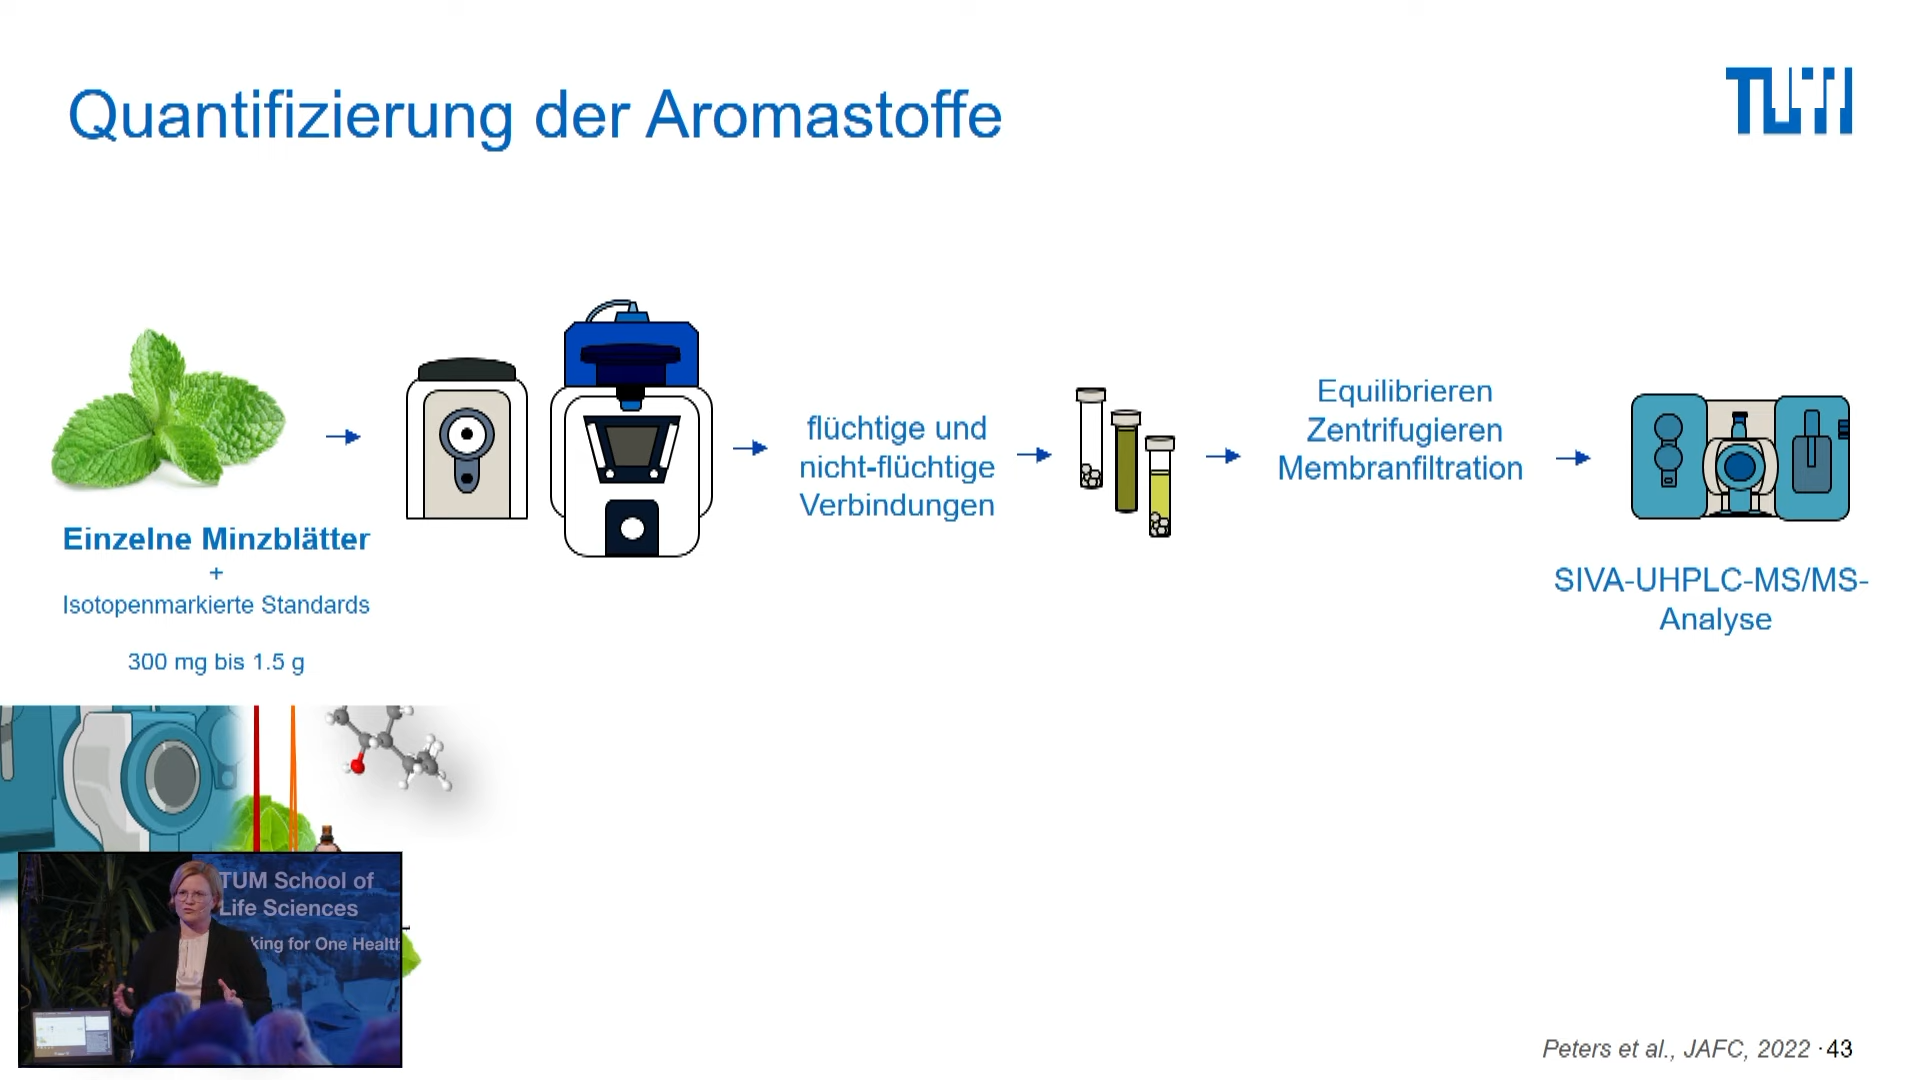 Quantifizierung der Aromastoffe
TUM
Einzelne Minzblätter
+
Isotopenmarkierte Standards
300 mg bis 1.5 g
flüchtige und
nicht-flüchtige
Verbindungen
Equilibrieren
Zentrifugieren
Membranfiltration
SIVA-UHPLC-MS/MS-
Analyse
TUM School of
Life Sciences
king for One Health
Peters et al., JAFC, 2022 · 43